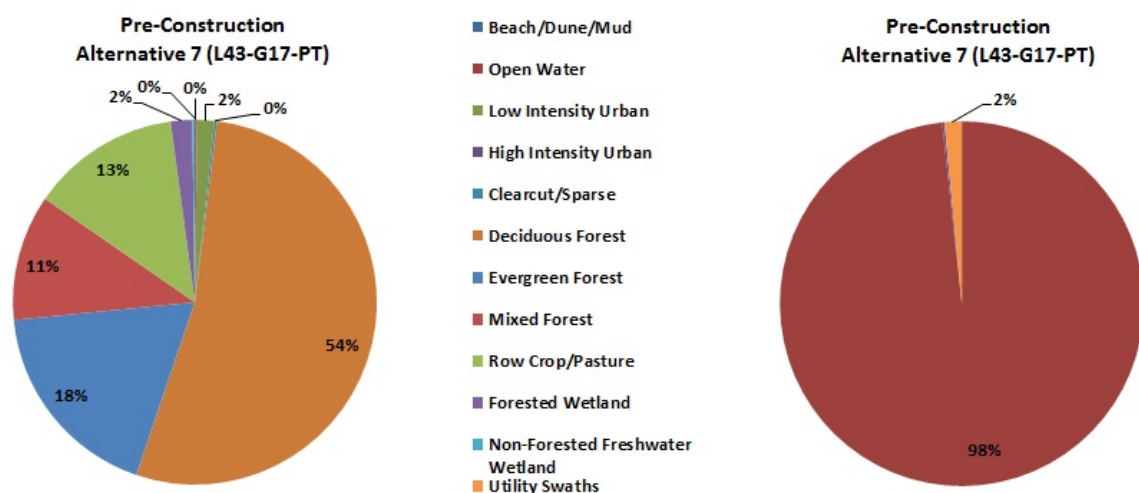 Pre-Construction
Alternative 7 (L43-G17-PT)
0%
0%
2%
2%
0%
13%
11%
54%
18%
Beach/Dune/Mud
Open Water
Low Intensity Urban
High Intensity Urban
Clearcut/Sparse
Deciduous Forest
Evergreen Forest
Mixed Forest
Row Crop/Pasture
Forested Wetland
Non-Forested Freshwater
Wetland
Utility Swaths
Pre-Construction
Alternative 7 (L43-G17-PT)
2%
98%